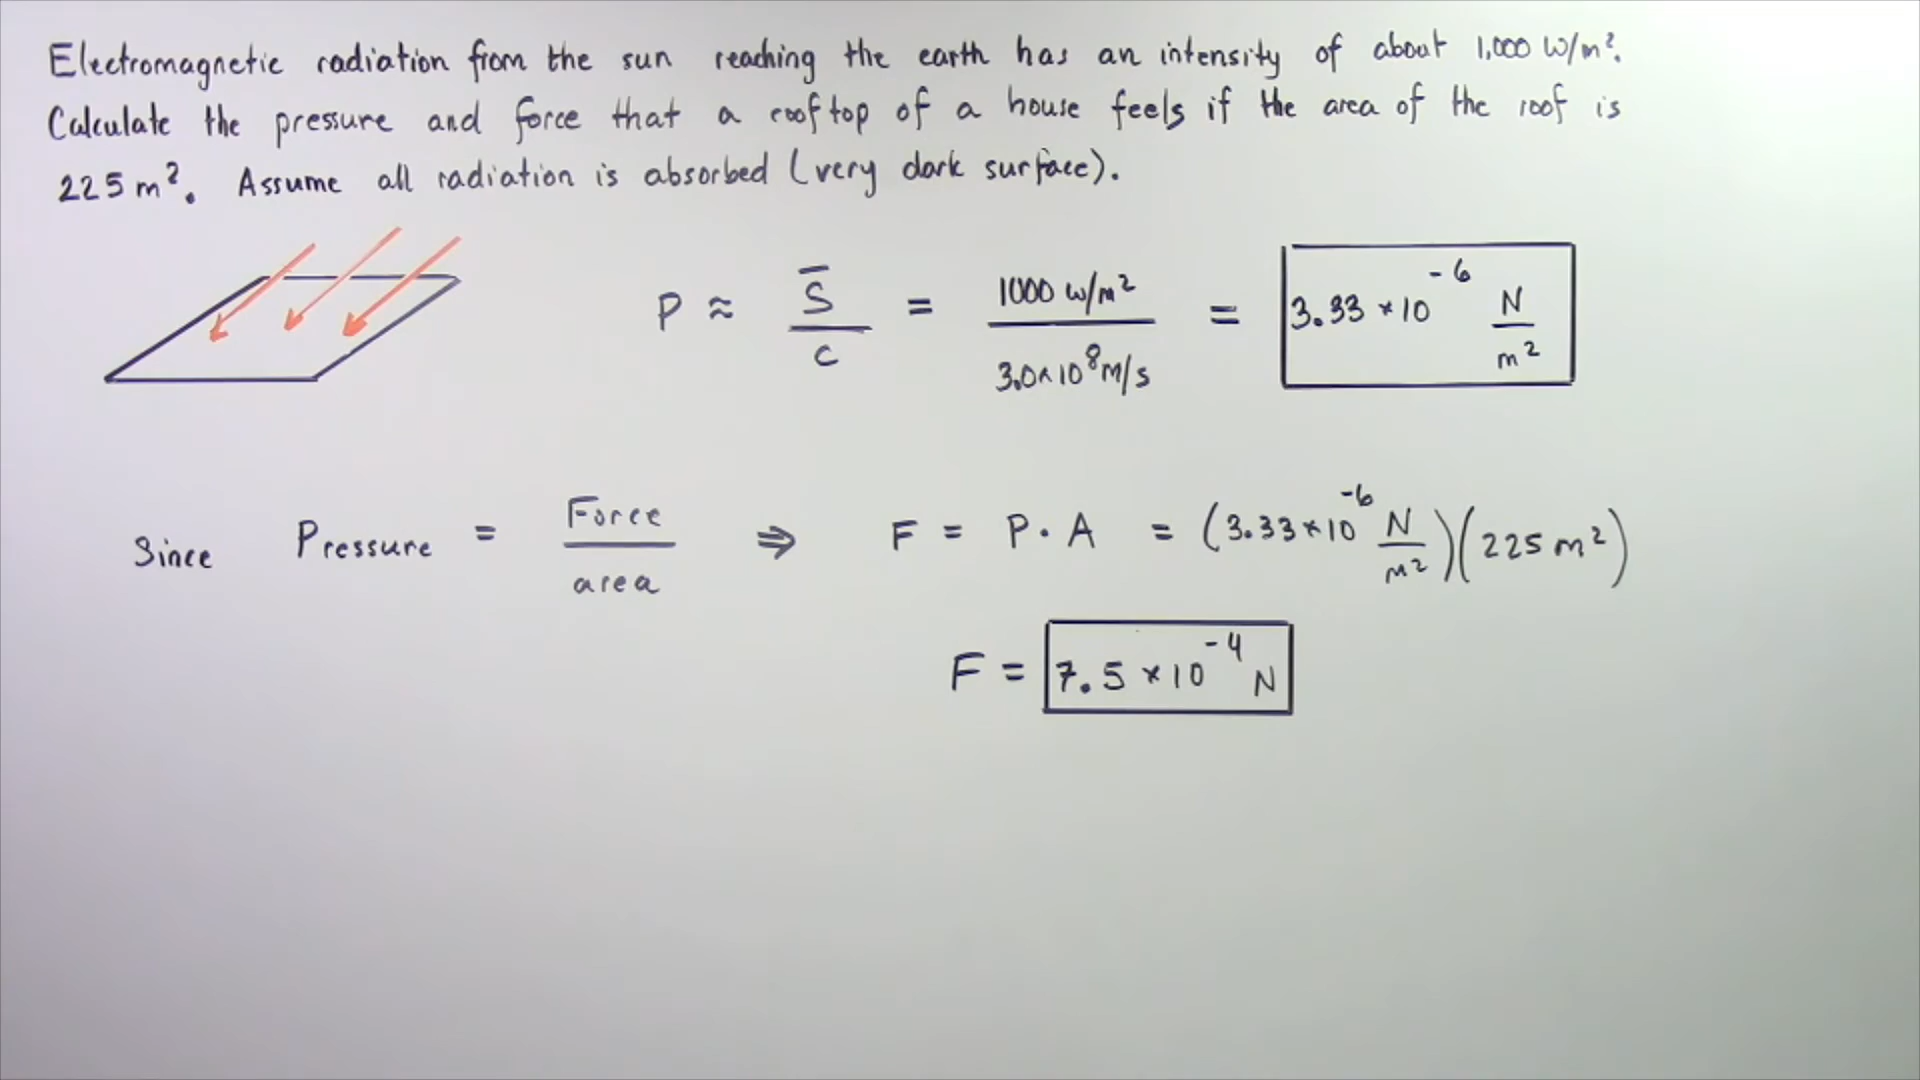 Electromagnetic radiation from the sun reaching the earth has an intensity of about 1,000 W/m².
Calculate the pressure and force that a rooftop of a house feels if the area of the roof is
225 m². Assume all radiation is absorbed (very dark surface).
P ≈ S̅/c = 1000 W/m² / 3.0×10⁸ m/s = 3.33 × 10⁻⁶ N/m²
Since Pressure = Force/area ⇒ F = P · A = (3.33 × 10⁻⁶ N/m²)(225 m²)
F = 7.5 × 10⁻⁴ N